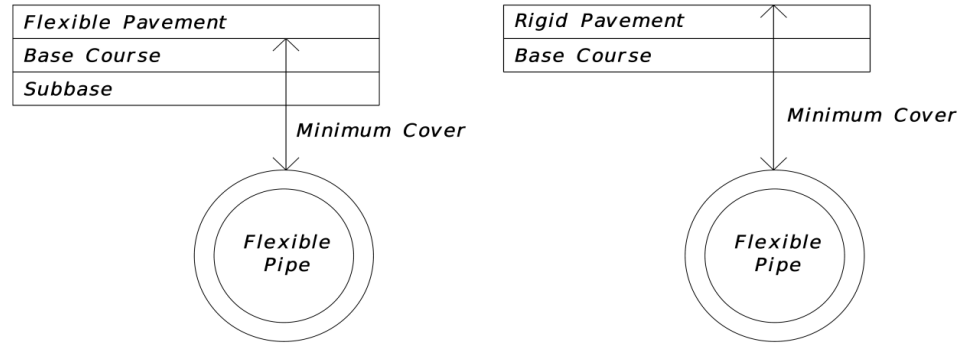 Flexible Pavement
Base Course
Subbase
Minimum Cover
Flexible
Pipe
Rigid Pavement
Base Course
Minimum Cover
Flexible
Pipe